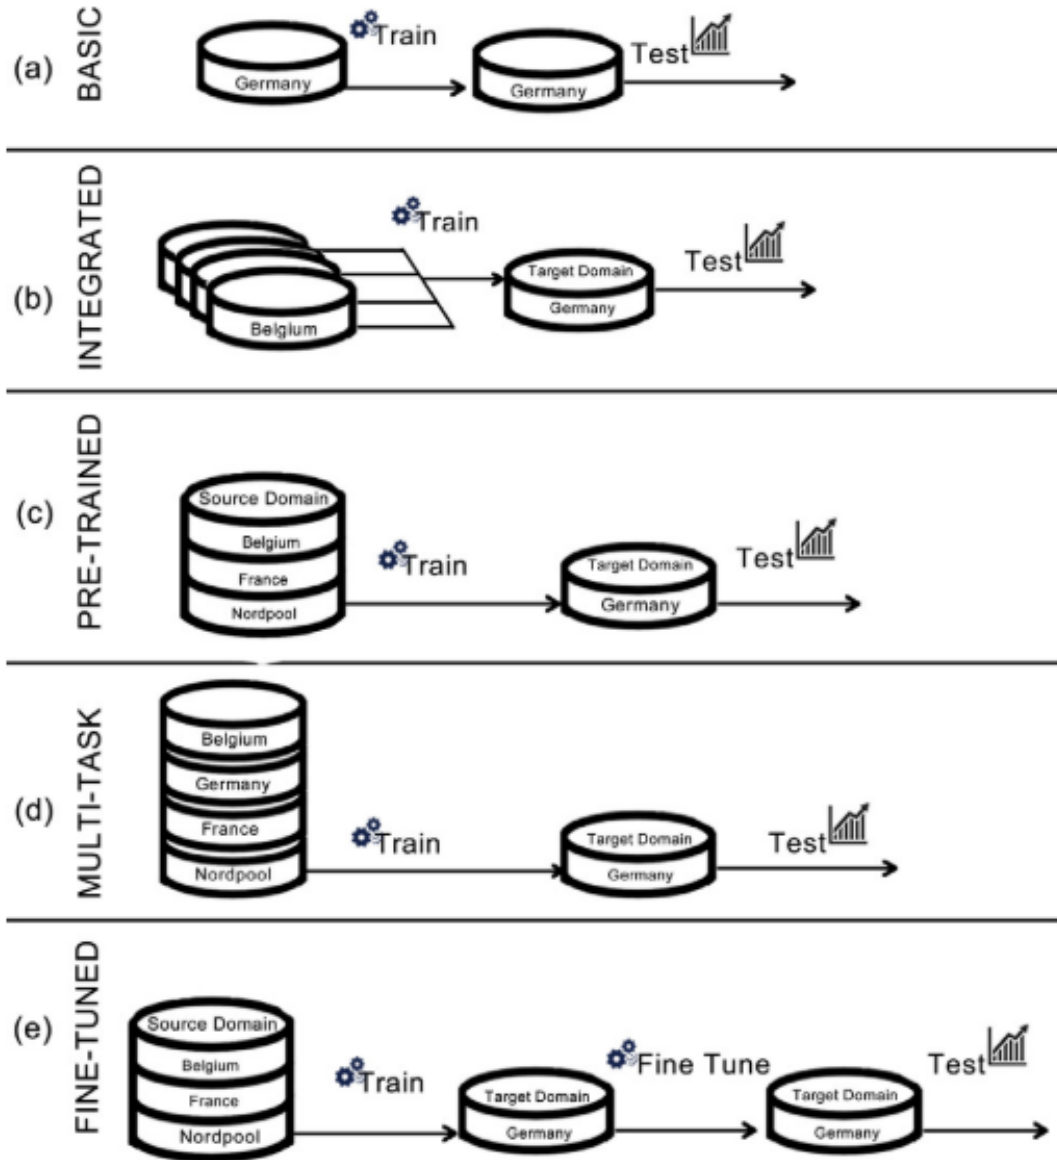 (a)
BASIC
Germany
Train
Germany
Test
(b)
INTEGRATED
Belgium
Train
Target Domain
Germany
Test
(c)
PRE-TRAINED
Source Domain
Belgium
France
Nordpool
Train
Target Domain
Germany
Test
(d)
MULTI-TASK
Belgium
Germany
France
Nordpool
Train
Target Domain
Germany
Test
(e)
FINE-TUNED
Source Domain
Belgium
France
Nordpool
Train
Target Domain
Germany
Fine Tune
Target Domain
Germany
Test